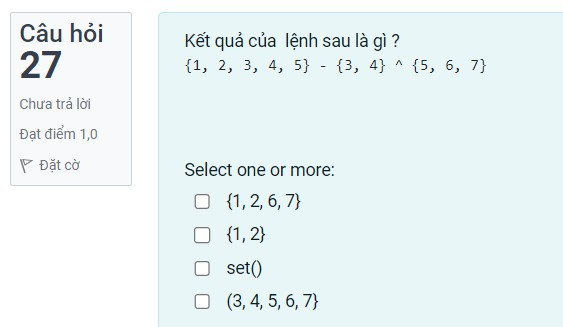 Câu hỏi
27
Chưa trả lời
Đạt điểm 1,0
Đặt cờ
Kết quả của lệnh sau là gì ?
{1, 2, 3, 4, 5} - {3, 4} ^ {5, 6, 7}
Select one or more:
{1, 2, 6, 7}
{1, 2}
set()
(3, 4, 5, 6, 7}